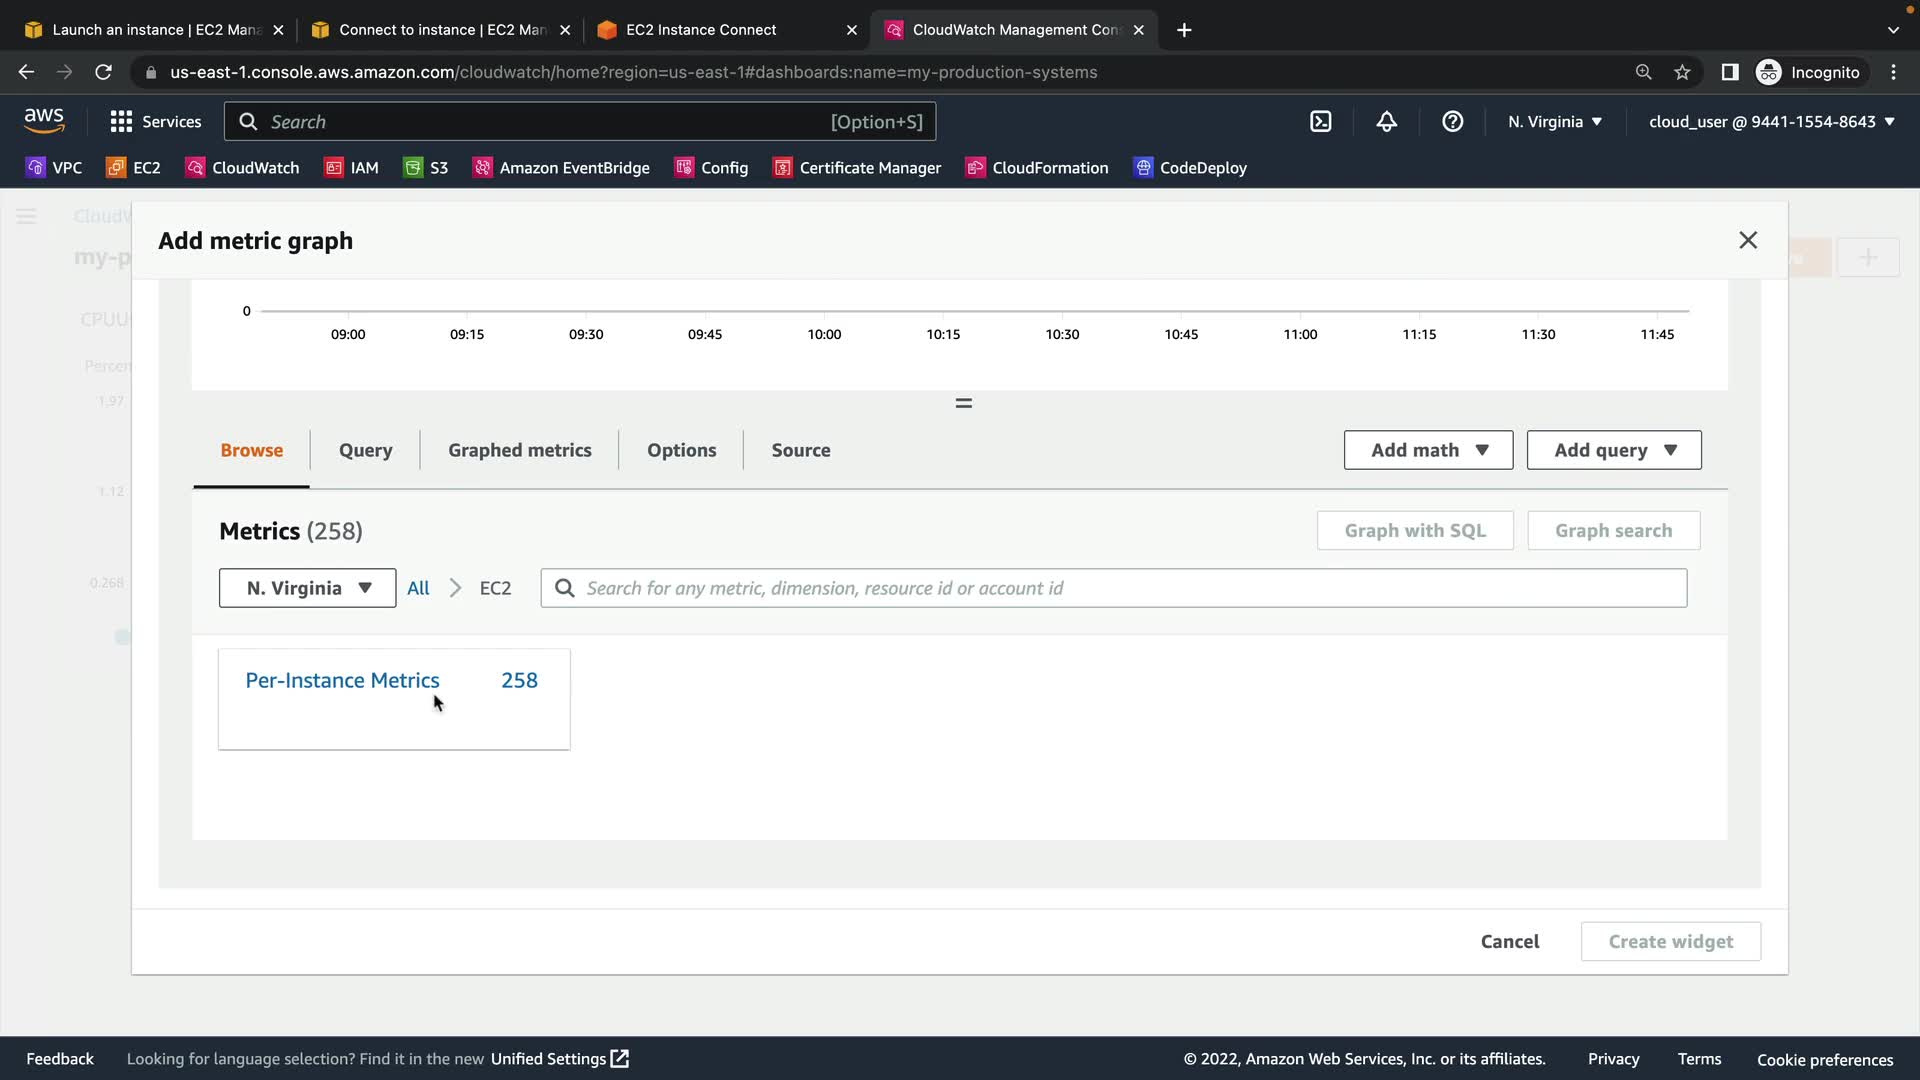 Launch an instance | EC2 Mana
Connect to instance | EC2 Man
EC2 Instance Connect
CloudWatch Management Con
us-east-1.console.aws.amazon.com/cloudwatch/home?region=us-east-1#dashboards:name=my-production-systems
Incognito
aws
Services
Search
[Option+S]
N. Virginia
cloud_user @ 9441-1554-8643
VPC
EC2
CloudWatch
IAM
S3
Amazon EventBridge
Config
Certificate Manager
CloudFormation
CodeDeploy
CloudW
my-p
Add metric graph
CPUU
Percen
1.97
1.12
0.268
0
09:00 09:15 09:30 09:45 10:00 10:15 10:30 10:45 11:00 11:15 11:30 11:45
Browse
Query
Graphed metrics
Options
Source
Add math
Add query
Metrics (258)
Graph with SQL
Graph search
N. Virginia
All
EC2
Search for any metric, dimension, resource id or account id
Per-Instance Metrics 258
Cancel
Create widget
Feedback
Looking for language selection? Find it in the new Unified Settings
© 2022, Amazon Web Services, Inc. or its affiliates.
Privacy
Terms
Cookie preferences